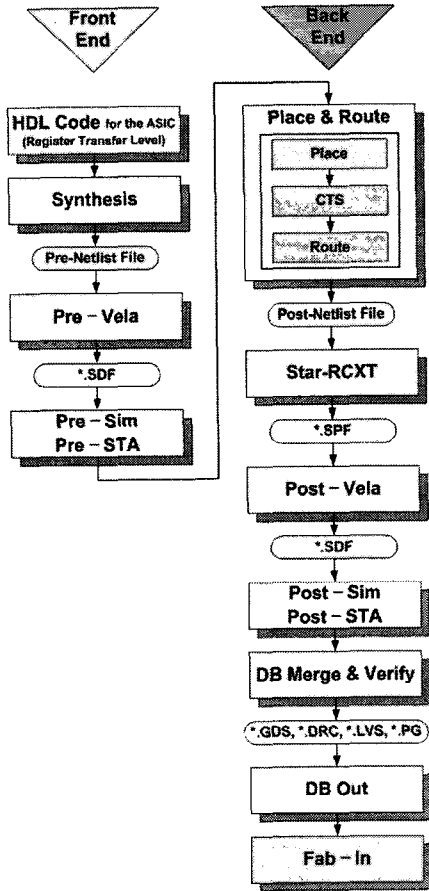 Front
End
HDL Code for the ASIC
(Register Transfer Level)
Synthesis
Pre-Netlist File
Pre – Vela
*.SDF
Pre – Sim
Pre – STA
Back
End
Place & Route
Place
CTS
Route
Post-Netlist File
Star-RCXT
*.SPF
Post – Vela
*.SDF
Post – Sim
Post – STA
DB Merge & Verify
*.GDS, *.DRC, *.LVS, *.PG
DB Out
Fab – In